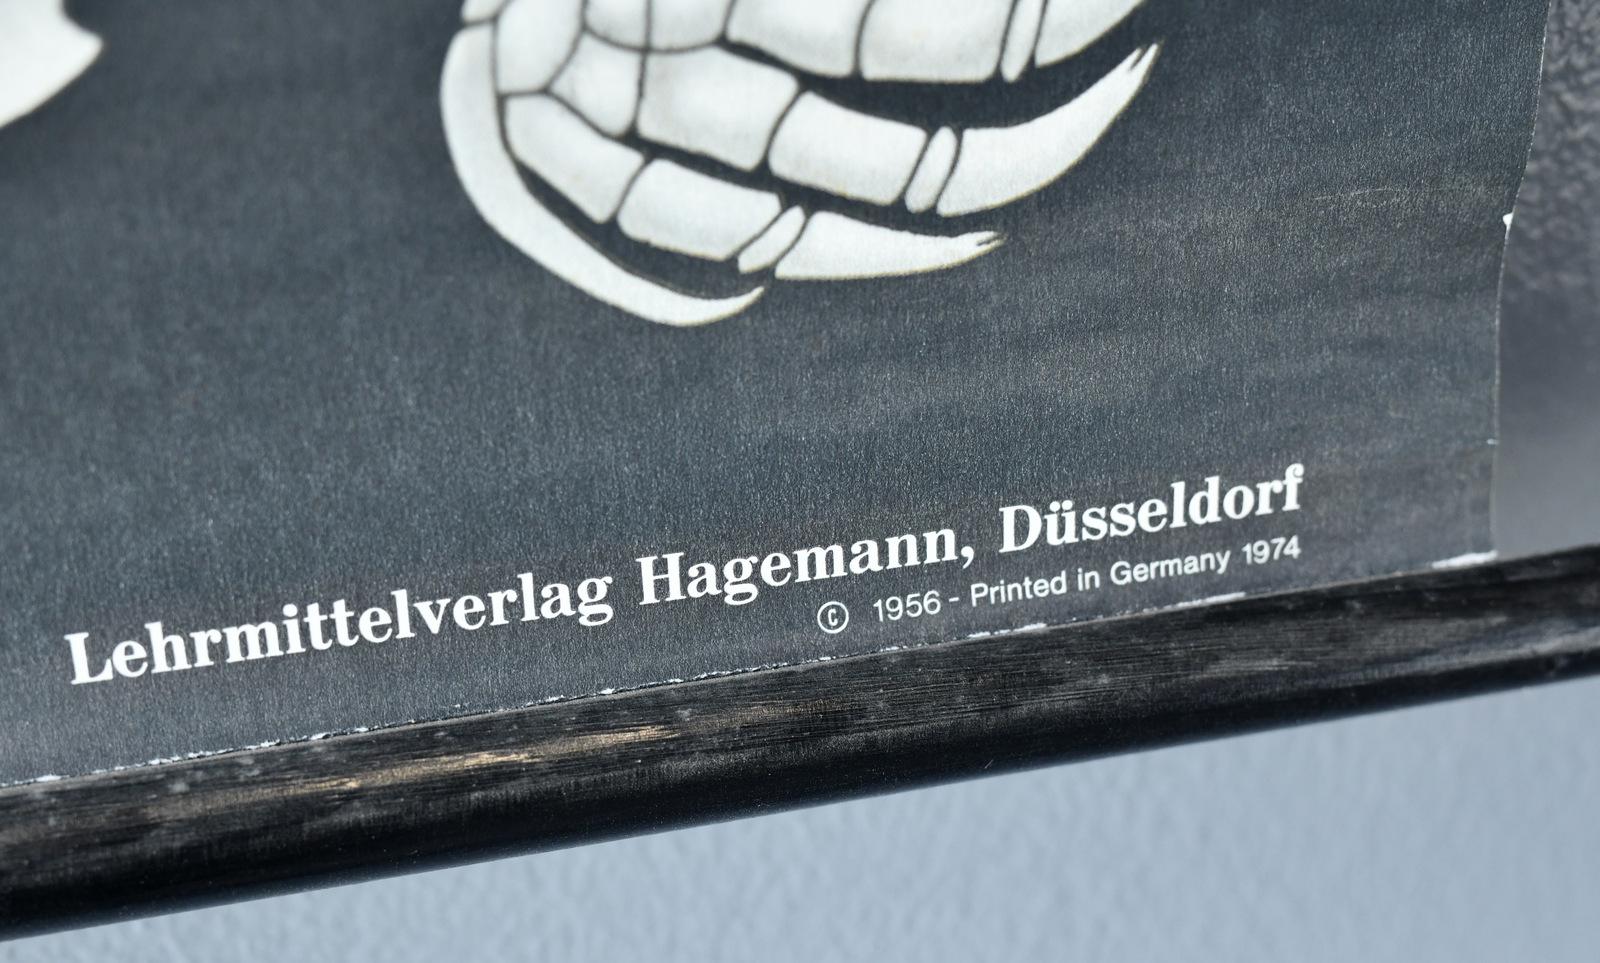 Lehrmittelverlag Hagemann, Düsseldorf
© 1956 - Printed in Germany 1974